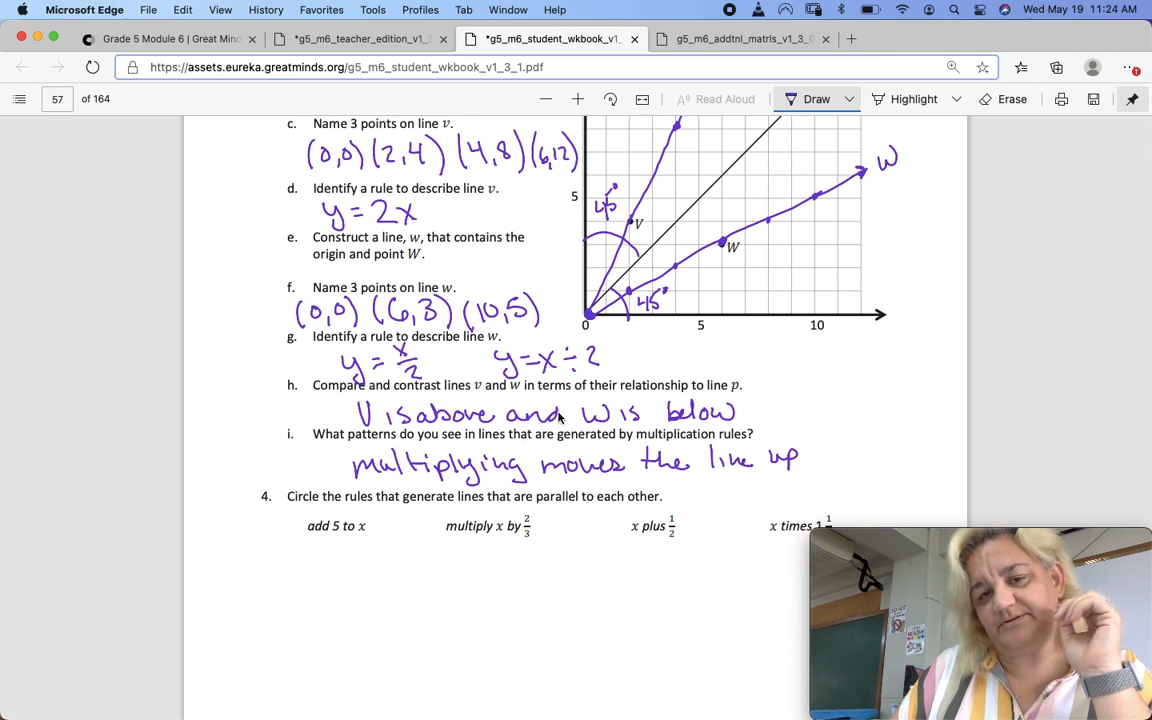 Microsoft Edge File Edit View History Favorites Tools Profiles Tab Window Help Wed May 19 11:24 AM
Grade 5 Module 6 | Great Mind
*g5_m6_teacher_edition_v1_
*g5_m6_student_wkbook_v1_
g5_m6_addtnl_matrls_v1_3_0
https://assets.eureka.greatminds.org/g5_m6_student_wkbook_v1_3_1.pdf
57 of 164 Read Aloud Draw Highlight Erase
c. Name 3 points on line v.
(0,0) (2,4) (4,8) (6,12)
d. Identify a rule to describe line v.
y = 2x
e. Construct a line, w, that contains the
origin and point W.
f. Name 3 points on line w.
(0,0) (6,3) (10,5)
g. Identify a rule to describe line w.
y = x/2 y = x ÷ 2
5
45°
V
W
W
45°
0 5 10
h. Compare and contrast lines v and w in terms of their relationship to line p.
V is above and W is below
i. What patterns do you see in lines that are generated by multiplication rules?
multiplying moves the line up
4. Circle the rules that generate lines that are parallel to each other.
add 5 to x multiply x by 2/3 x plus 1/2 x times 1